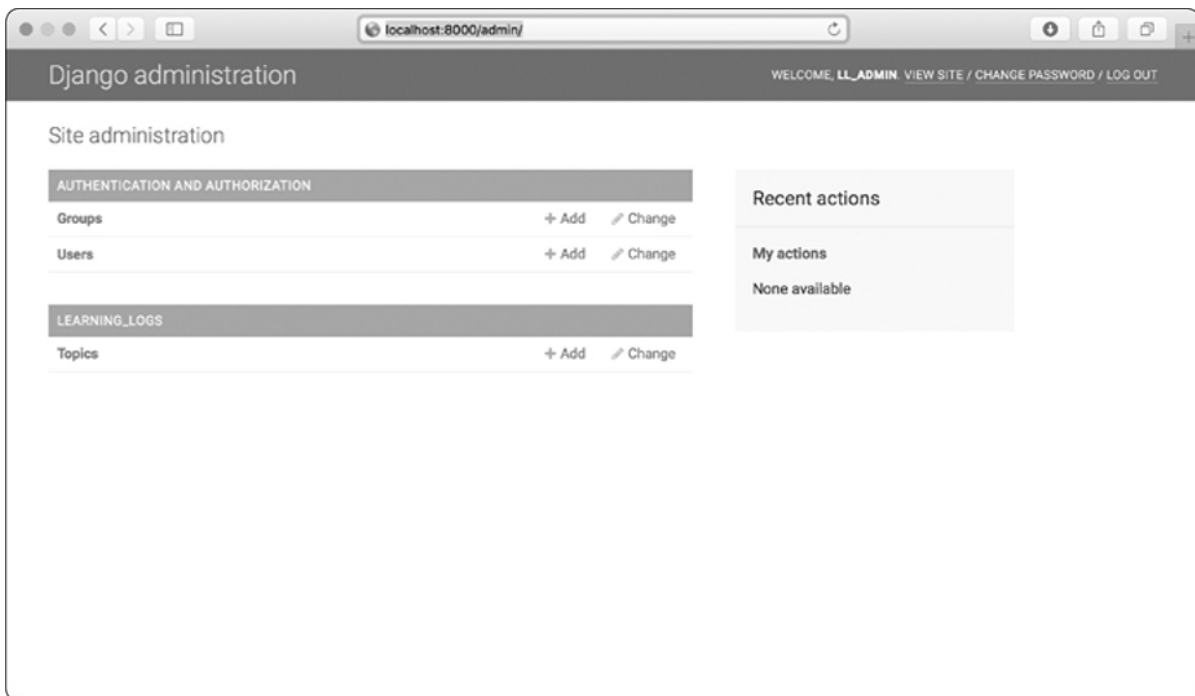 localhost:8000/admin/
Django administration
WELCOME, LL_ADMIN. VIEW SITE / CHANGE PASSWORD / LOG OUT
Site administration
AUTHENTICATION AND AUTHORIZATION
Groups + Add Change
Users + Add Change
LEARNING_LOGS
Topics + Add Change
Recent actions
My actions
None available